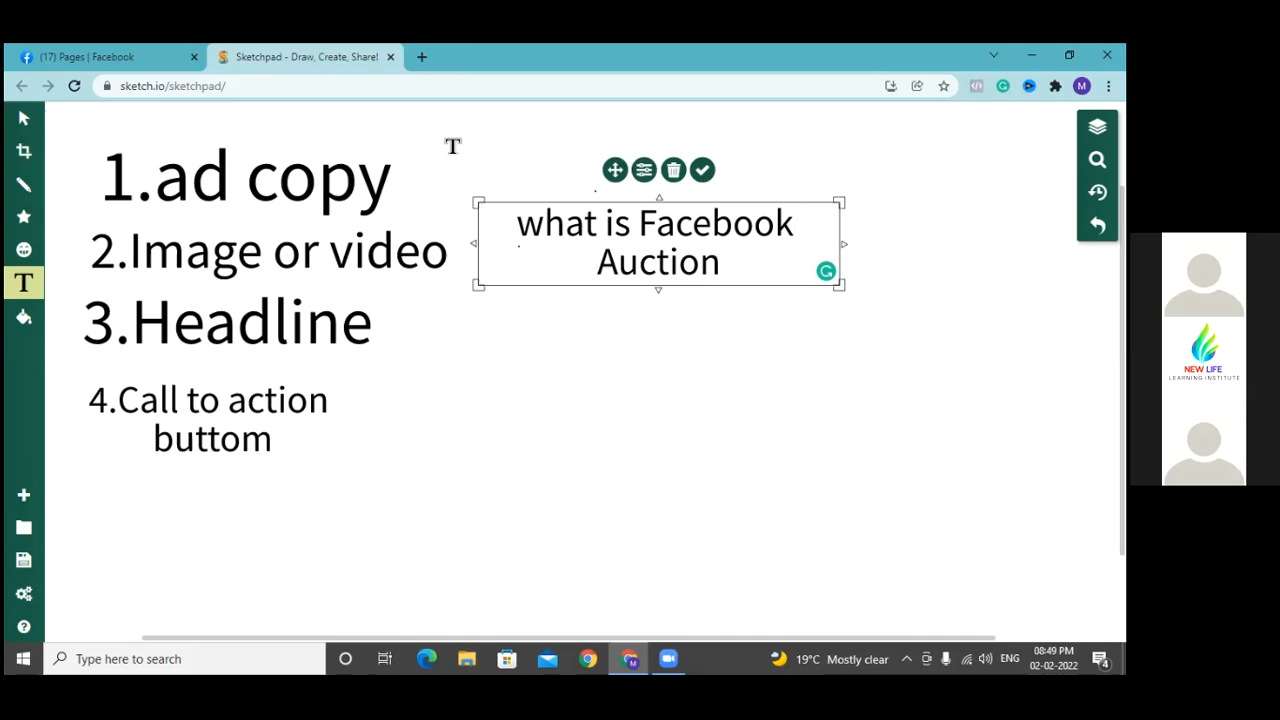 (17) Pages | Facebook
Sketchpad - Draw, Create, Share!
sketch.io/sketchpad/
M
T
T
1.ad copy
2.Image or video
3.Headline
4.Call to action
buttom
what is Facebook
Auction
NEW LIFE
LEARNING INSTITUTE
Type here to search
M
19°C Mostly clear
ENG
08:49 PM
02-02-2022
4